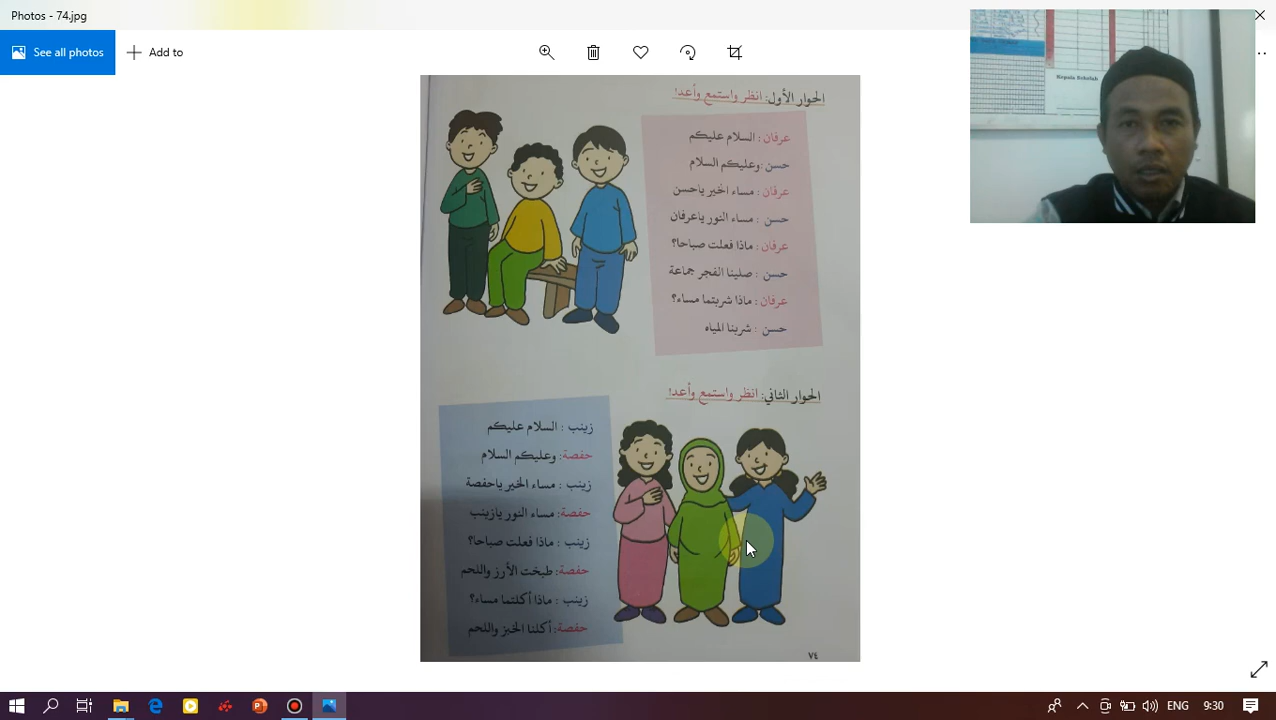 Photos - 74.jpg
See all photos
Add to
Kepala Sekolah
الحوار الأول: انظر واستمع وأعد!
عرفان : السلام عليكم
حسن : وعليكم السلام
عرفان : مساء الخير ياحسن
حسن : مساء النور ياعرفان
عرفان : ماذا فعلت صباحا؟
حسن : صلينا الفجر جماعة
عرفان : ماذا شربتما مساء؟
حسن : شربنا المياه
الحوار الثاني: انظر واستمع وأعد!
زينب : السلام عليكم
حفصة: وعليكم السلام
زينب : مساء الخير ياحفصة
حفصة: مساء النور يازينب
زينب : ماذا فعلت صباحا؟
حفصة: طبخت الأرز واللحم
زينب : ماذا أكلتما مساء؟
حفصة: أكلنا الخبز واللحم
٧٤
ENG
9:30